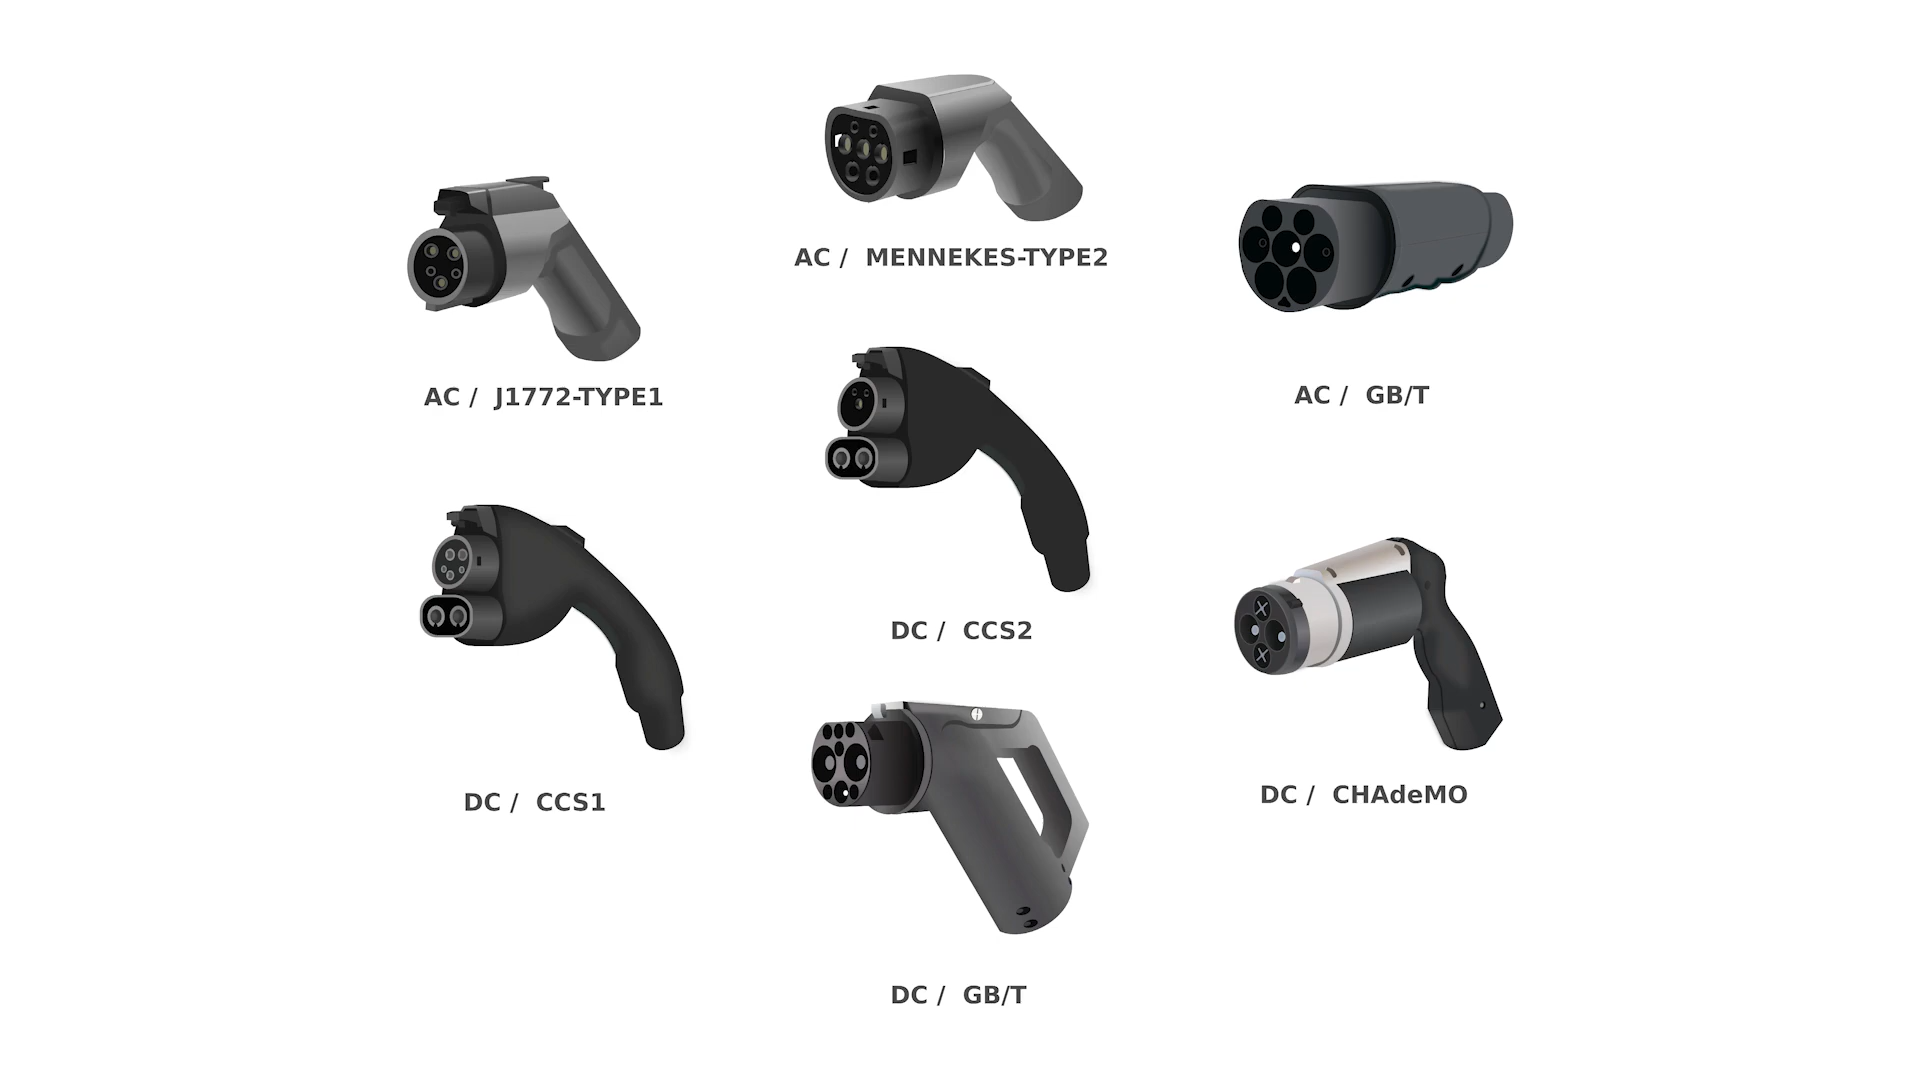 AC / MENNEKES-TYPE2
AC / J1772-TYPE1
AC / GB/T
DC / CCS2
DC / CCS1
DC / CHAdeMO
DC / GB/T